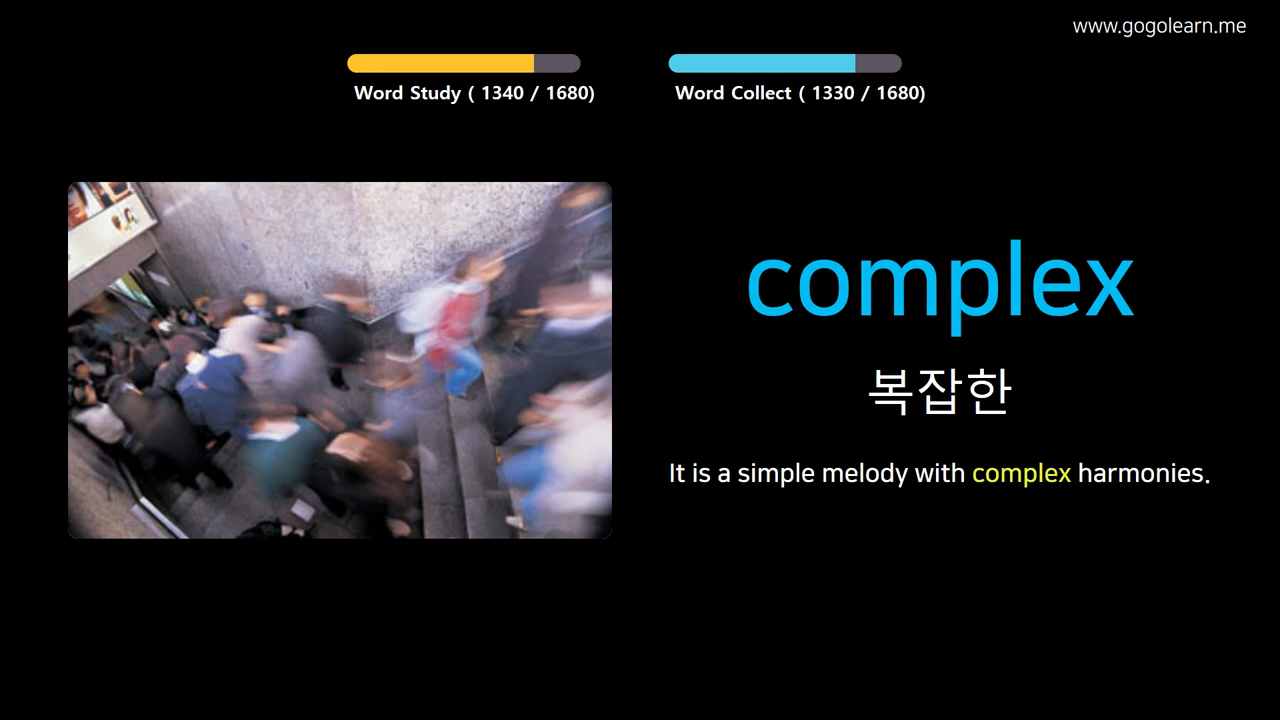 www.gogolearn.me
Word Study ( 1340 / 1680)
Word Collect ( 1330 / 1680)
complex
복잡한
It is a simple melody with complex harmonies.